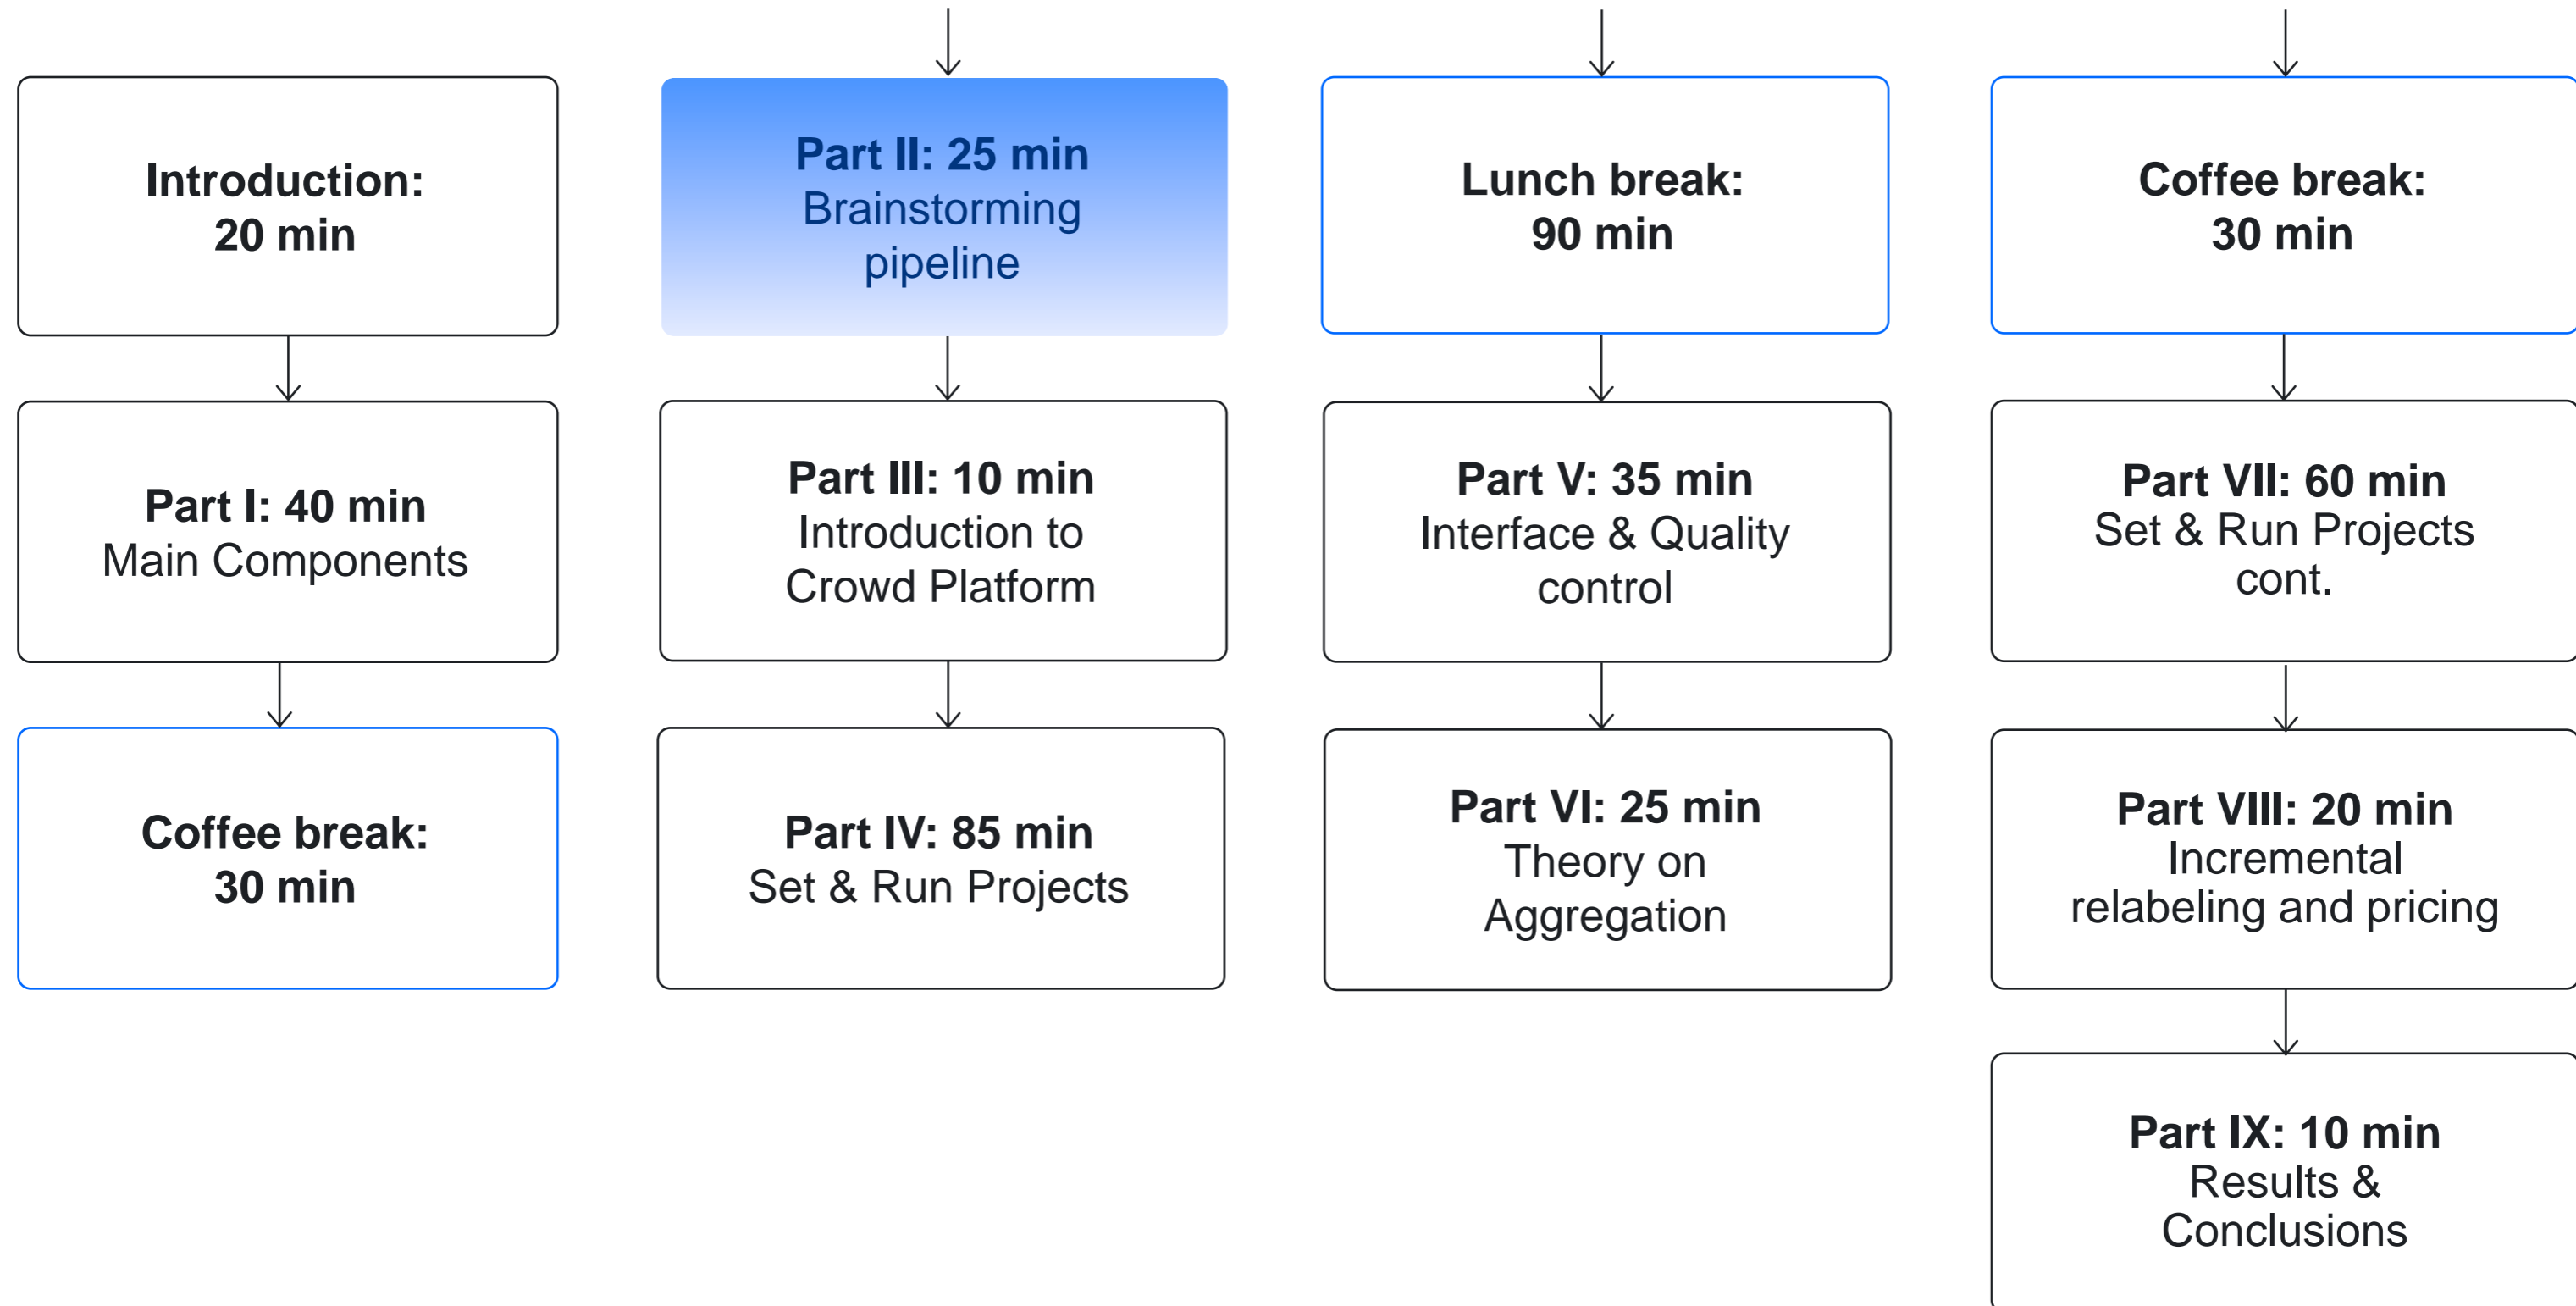 Introduction:
20 min
Part I: 40 min
Main Components
Coffee break:
30 min
Part II: 25 min
Brainstorming
pipeline
Part III: 10 min
Introduction to
Crowd Platform
Part IV: 85 min
Set & Run Projects
Lunch break:
90 min
Part V: 35 min
Interface & Quality
control
Part VI: 25 min
Theory on
Aggregation
Coffee break:
30 min
Part VII: 60 min
Set & Run Projects
cont.
Part VIII: 20 min
Incremental
relabeling and pricing
Part IX: 10 min
Results &
Conclusions